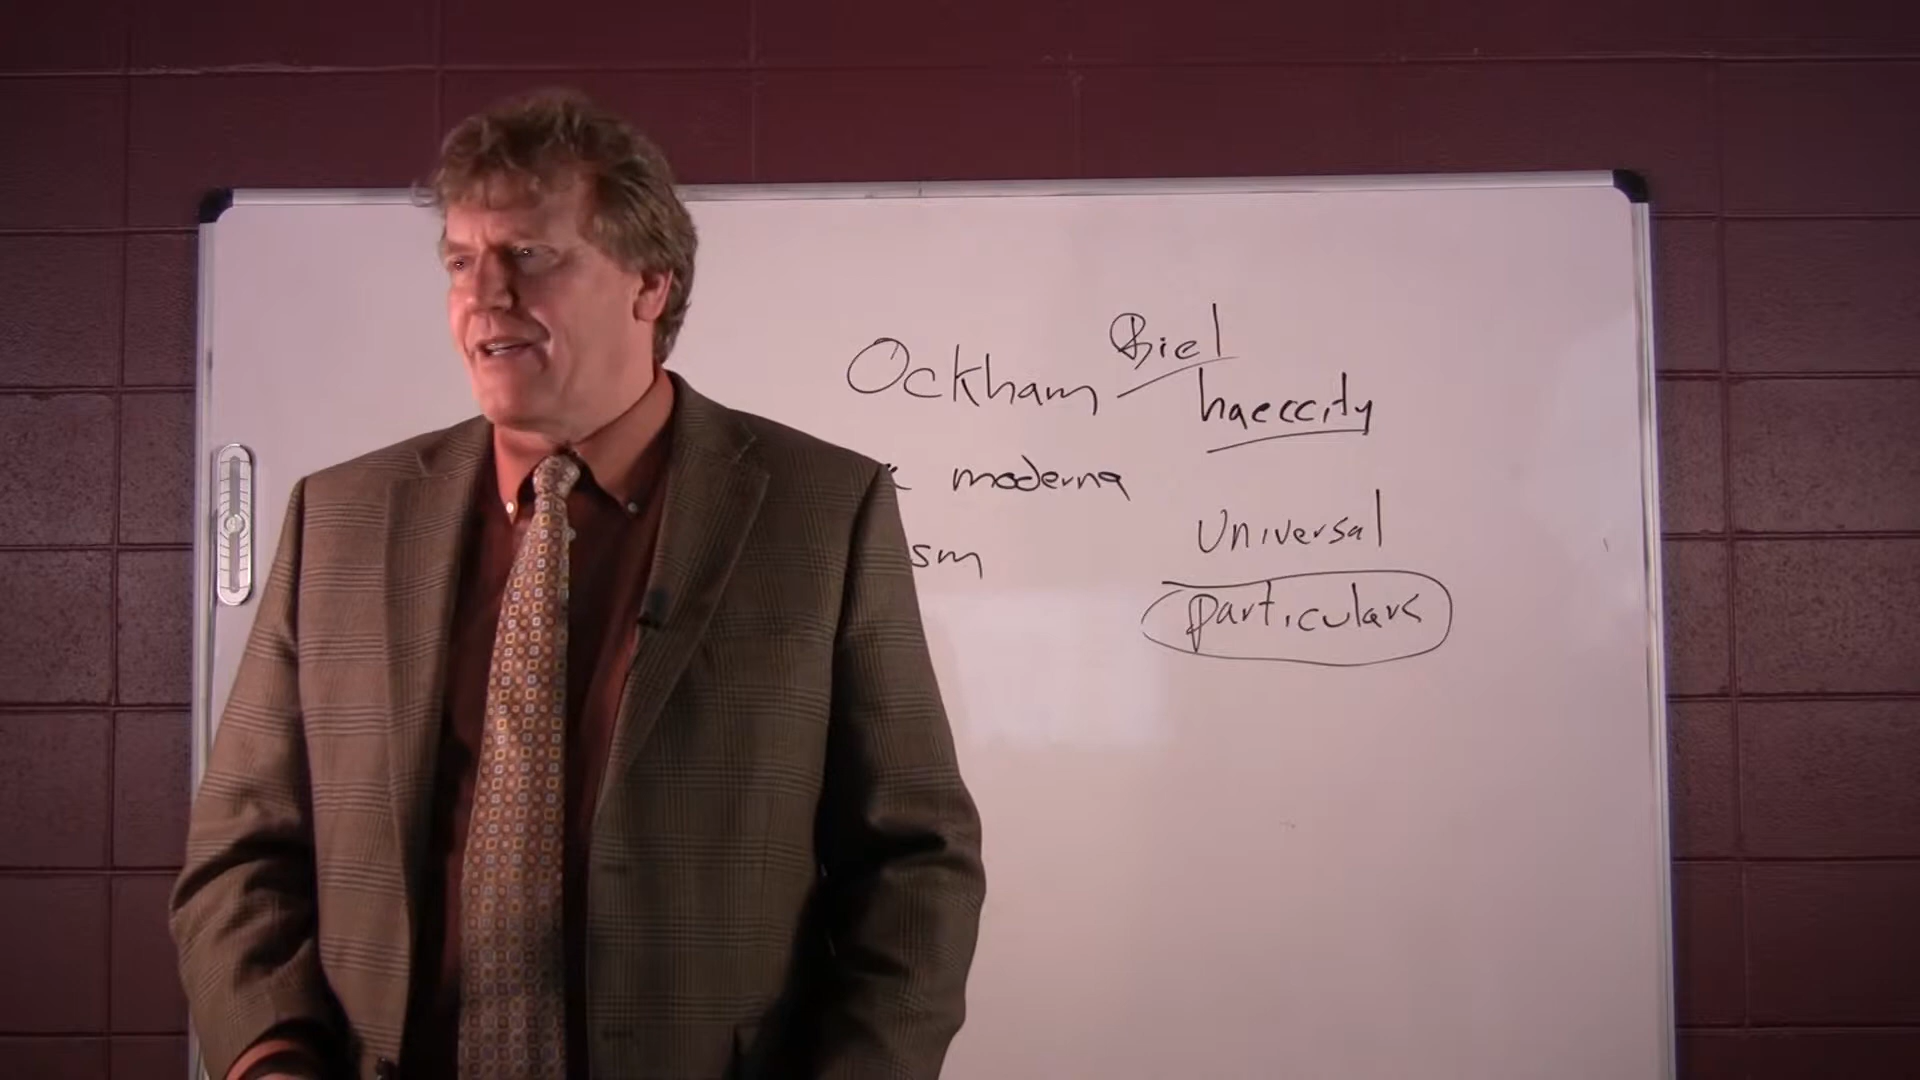 Ockham
Biel
haeccity
moderna
sm
Universal
particulars